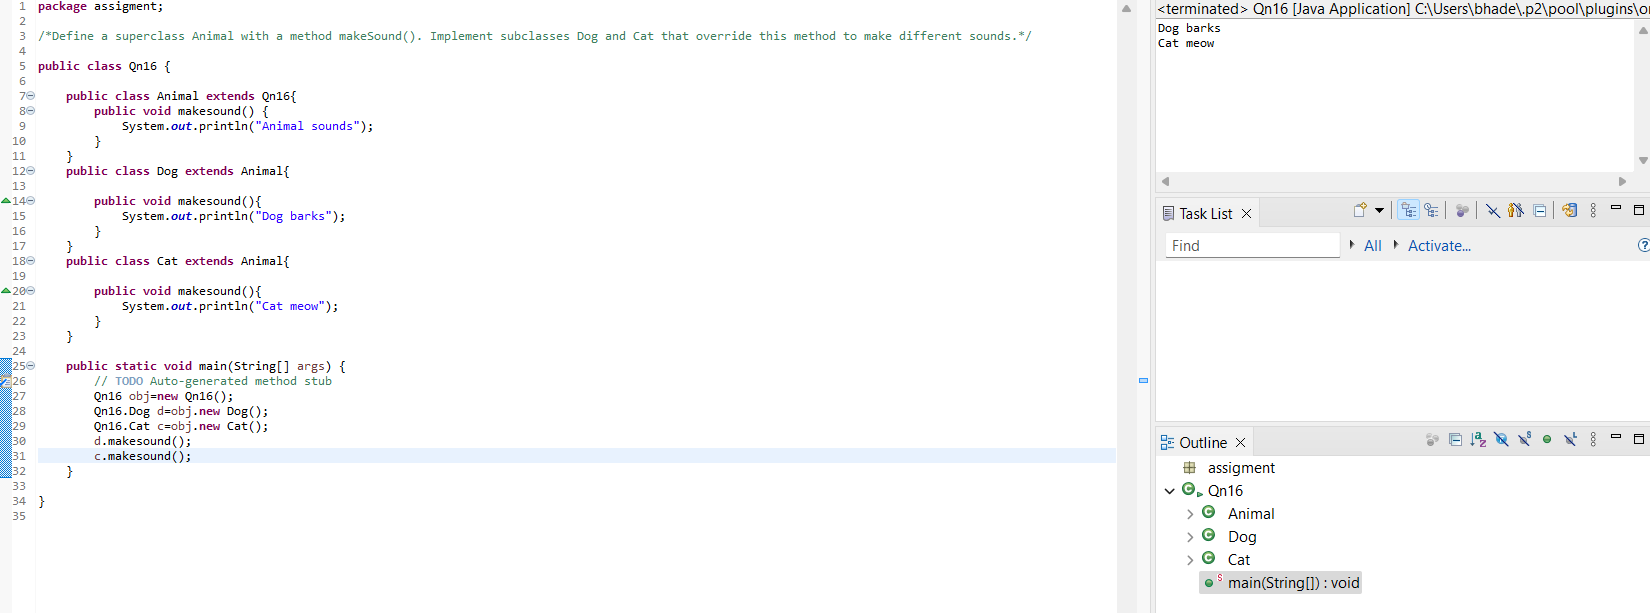 1 package assigment;
2
3 /*Define a superclass Animal with a method makeSound(). Implement subclasses Dog and Cat that override this method to make different sounds.*/
4
5 public class Qn16 {
6
7 public class Animal extends Qn16{
8 public void makesound() {
9 System.out.println("Animal sounds");
10 }
11 }
12 public class Dog extends Animal{
13
14 public void makesound(){
15 System.out.println("Dog barks");
16 }
17 }
18 public class Cat extends Animal{
19
20 public void makesound(){
21 System.out.println("Cat meow");
22 }
23 }
24
25 public static void main(String[] args) {
26 // TODO Auto-generated method stub
27 Qn16 obj=new Qn16();
28 Qn16.Dog d=obj.new Dog();
29 Qn16.Cat c=obj.new Cat();
30 d.makesound();
31 c.makesound();
32 }
33
34 }
35
<terminated> Qn16 [Java Application] C:\Users\bhade\.p2\pool\plugins\o
Dog barks
Cat meow
Task List
Find
All
Activate...
Outline
assigment
Qn16
Animal
Dog
Cat
main(String[]) : void